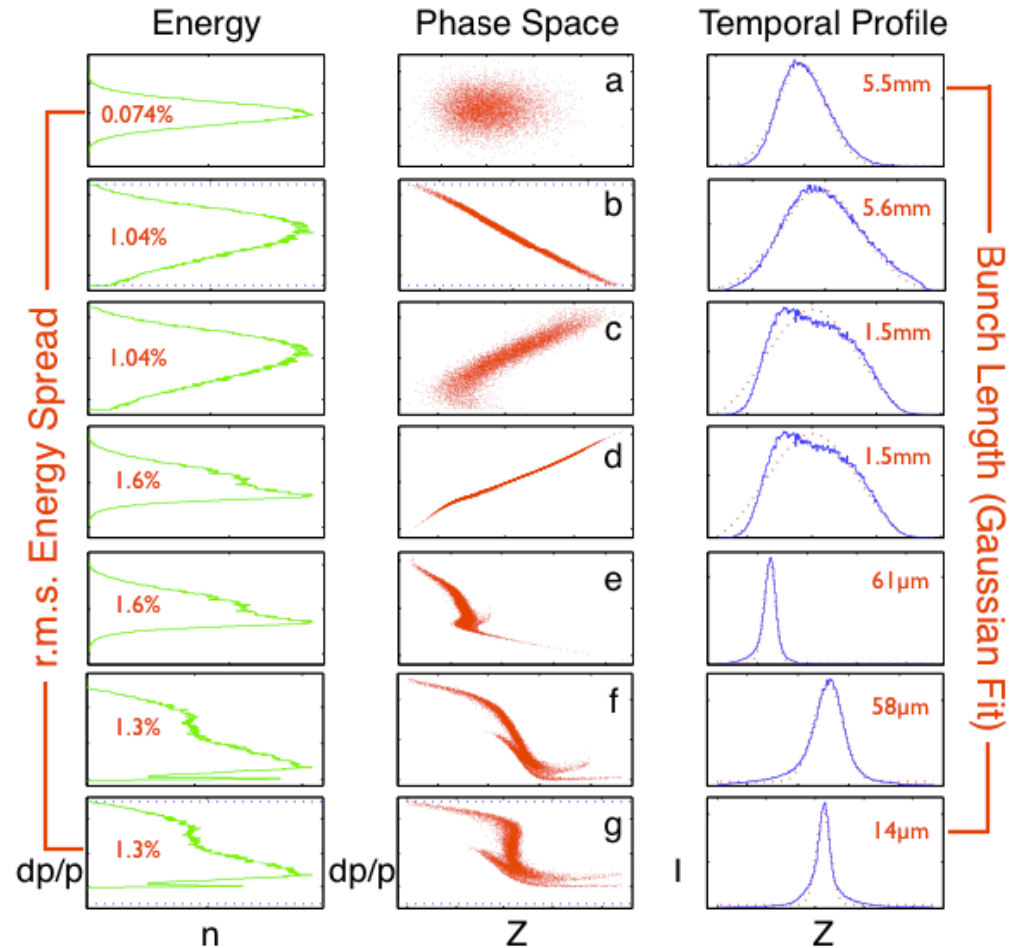 Energy Phase Space Temporal Profile
0.074% a 5.5mm
1.04% b 5.6mm
1.04% c 1.5mm
1.6% d 1.5mm
1.6% e 61µm
1.3% f 58µm
1.3% g 14µm
r.m.s. Energy Spread
Bunch Length (Gaussian Fit)
dp/p dp/p I
n Z Z